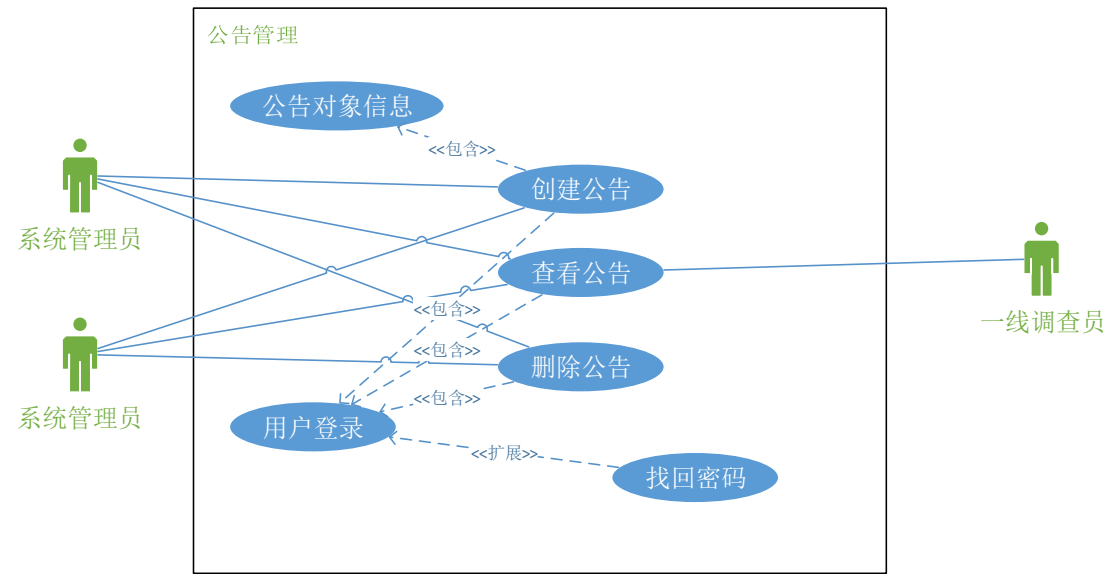 公告管理
公告对象信息
<<包含>>
创建公告
系统管理员
查看公告
<<包含>>
一线调查员
<<包含>>
删除公告
<<包含>>
系统管理员
用户登录
<<扩展>>
找回密码